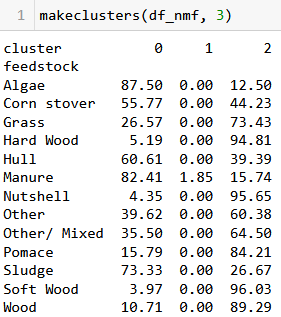 1 makeclusters(df_nmf, 3)
cluster 0 1 2
feedstock
Algae 87.50 0.00 12.50
Corn stover 55.77 0.00 44.23
Grass 26.57 0.00 73.43
Hard Wood 5.19 0.00 94.81
Hull 60.61 0.00 39.39
Manure 82.41 1.85 15.74
Nutshell 4.35 0.00 95.65
Other 39.62 0.00 60.38
Other/ Mixed 35.50 0.00 64.50
Pomace 15.79 0.00 84.21
Sludge 73.33 0.00 26.67
Soft Wood 3.97 0.00 96.03
Wood 10.71 0.00 89.29